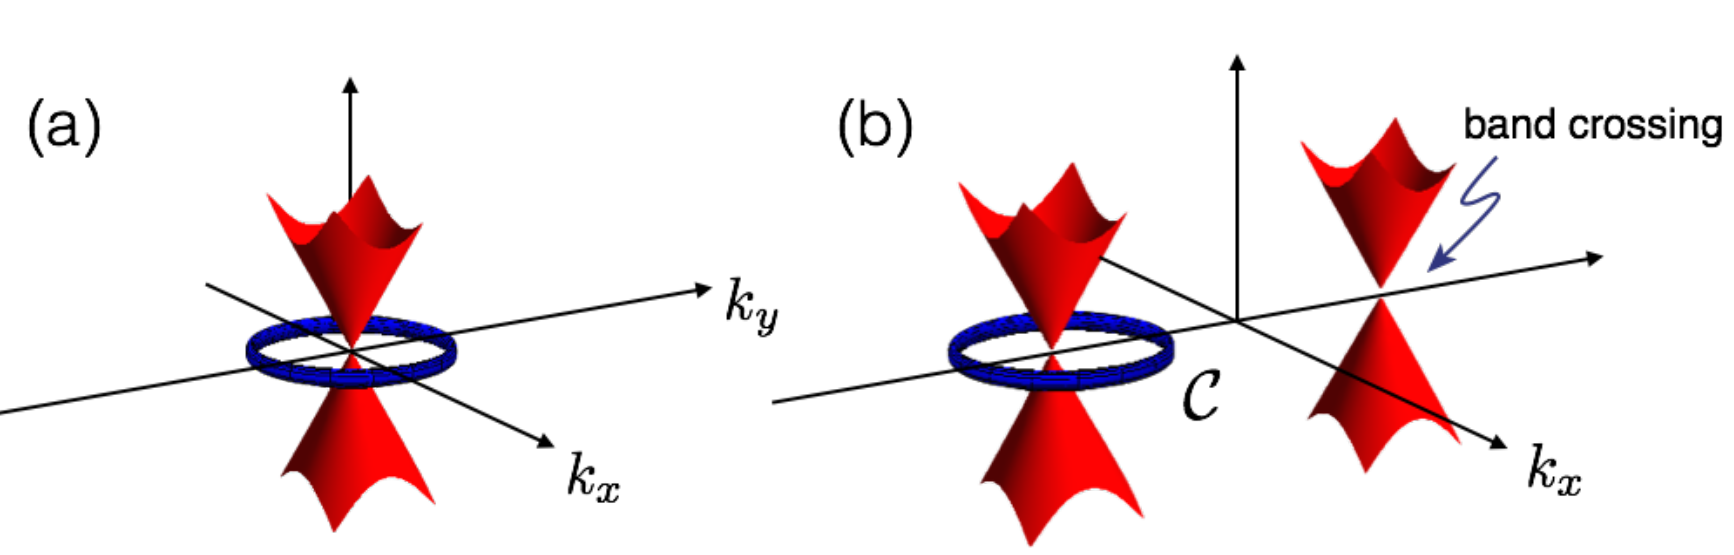 (a)
k_y
k_x
(b)
band crossing
𝒞
k_x